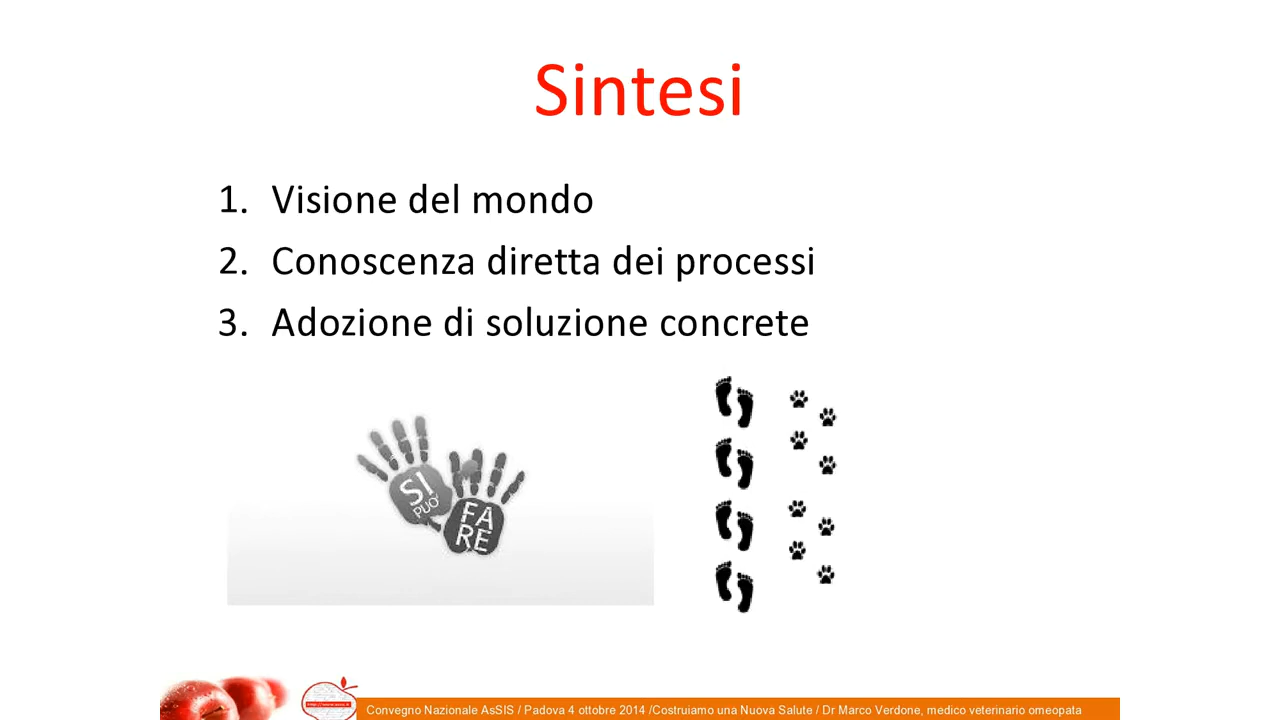 Sintesi
1. Visione del mondo
2. Conoscenza diretta dei processi
3. Adozione di soluzione concrete
SI
PUO'
FA
RE
Convegno Nazionale AsSIS / Padova 4 ottobre 2014 /Costruiamo una Nuova Salute / Dr Marco Verdone, medico veterinario omeopata